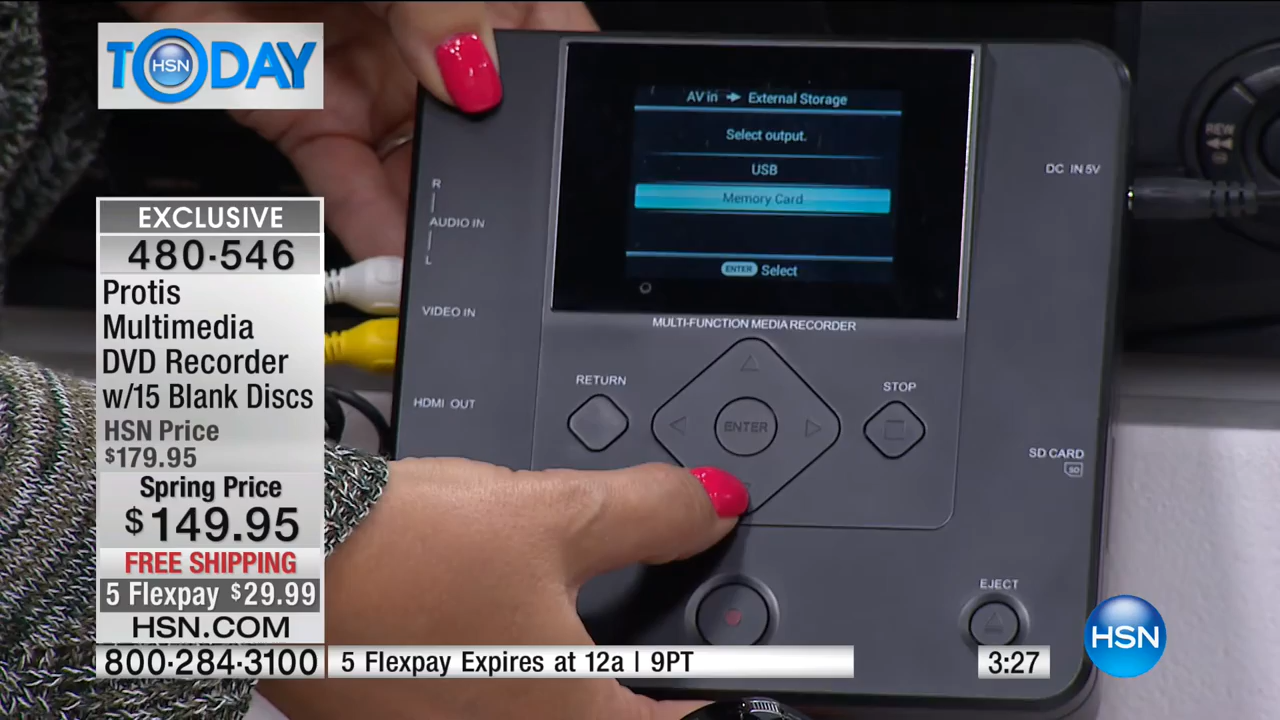 TODAY
HSN
EXCLUSIVE
480-546
Protis
Multimedia
DVD Recorder
w/15 Blank Discs
HSN Price
$179.95
Spring Price
$149.95
FREE SHIPPING
5 Flexpay $29.99
HSN.COM
800-284-3100
5 Flexpay Expires at 12a | 9PT
3:27
HSN
AV in → External Storage
Select output.
USB
Memory Card
ENTER Select
MULTI-FUNCTION MEDIA RECORDER
R
AUDIO IN
L
VIDEO IN
HDMI OUT
RETURN
ENTER
STOP
DC IN 5V
SD CARD
SD
EJECT
REW